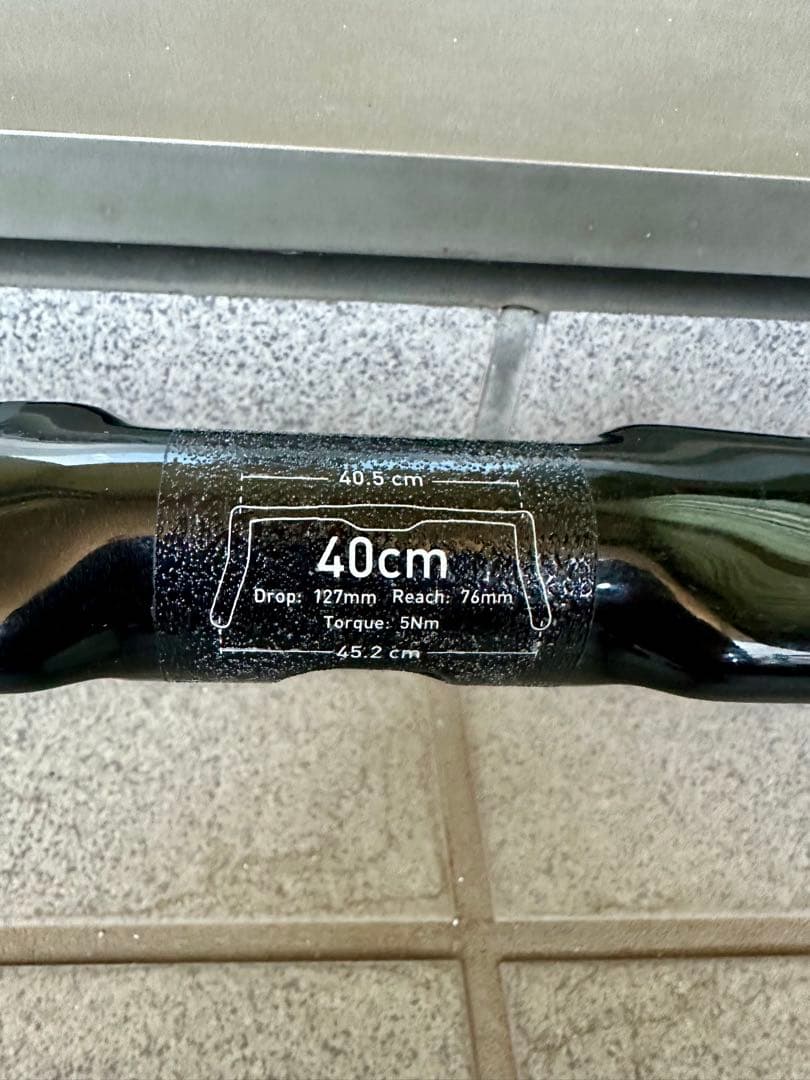 40.5 cm
40cm
Drop: 127mm Reach: 76mm
Torque: 5Nm
45.2 cm